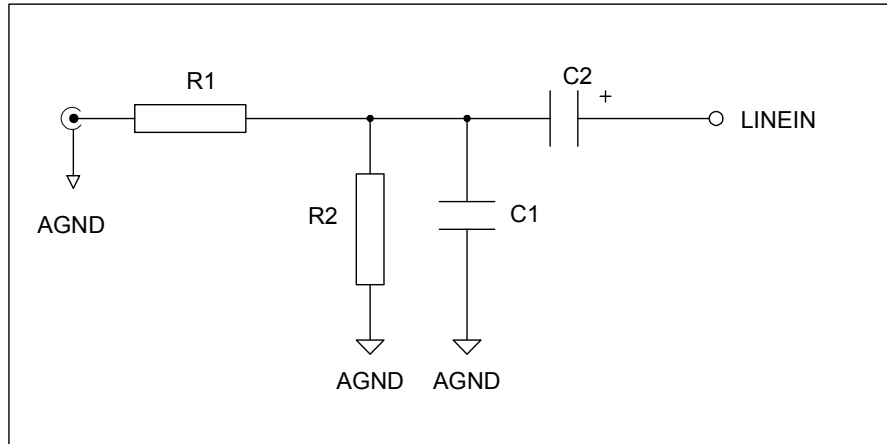 R1
C2
+
LINEIN
AGND
R2
C1
AGND
AGND